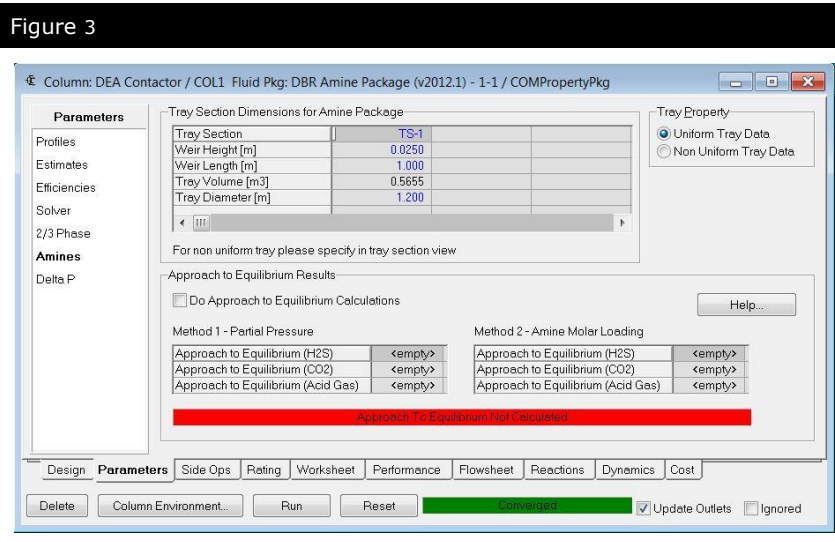 Figure 3
Column: DEA Contactor / COL1 Fluid Pkg: DBR Amine Package (v2012.1) - 1-1 / COMPropertyPkg
Parameters
Profiles
Estimates
Efficiencies
Solver
2/3 Phase
Amines
Delta P
Tray Section Dimensions for Amine Package
Tray Section TS-1
Weir Height [m] 0.0250
Weir Length [m] 1.000
Tray Volume [m3] 0.5655
Tray Diameter [m] 1.200
For non uniform tray please specify in tray section view
Tray Property
Uniform Tray Data
Non Uniform Tray Data
Approach to Equilibrium Results
Do Approach to Equilibrium Calculations
Help...
Method 1 - Partial Pressure
Approach to Equilibrium (H2S) <empty>
Approach to Equilibrium (CO2) <empty>
Approach to Equilibrium (Acid Gas) <empty>
Method 2 - Amine Molar Loading
Approach to Equilibrium (H2S) <empty>
Approach to Equilibrium (CO2) <empty>
Approach to Equilibrium (Acid Gas) <empty>
Approach To Equilibrium Not Calculated
Design Parameters Side Ops Rating Worksheet Performance Flowsheet Reactions Dynamics Cost
Delete Column Environment... Run Reset Converged Update Outlets Ignored